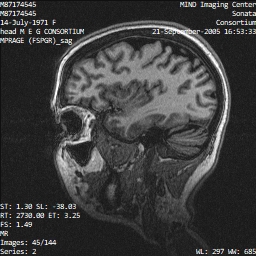 M87174545
M87174545
14-July-1971 F
head M E G CONSORTIUM
MPRAGE (FSPGR)_sag
MIND Imaging Center
Sonata
Consortium
21-September-2005 16:53:33
ST: 1.30 SL: -38.03
RT: 2730.00 ET: 3.25
FS: 1.49
MR
Images: 45/144
Series: 2
WL: 297 WW: 685